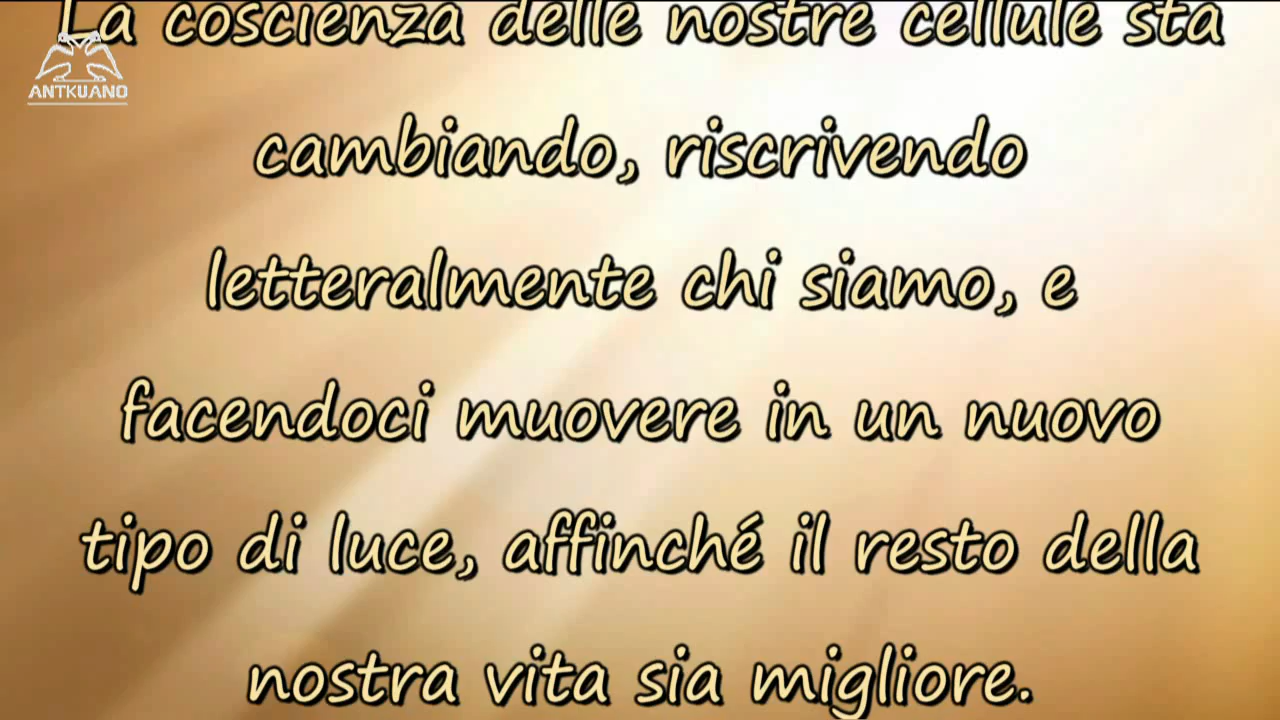 La coscienza delle nostre cellule sta
ANTKUANO
cambiando, riscrivendo
letteralmente chi siamo, e
facendoci muovere in un nuovo
tipo di luce, affinché il resto della
nostra vita sia migliore.